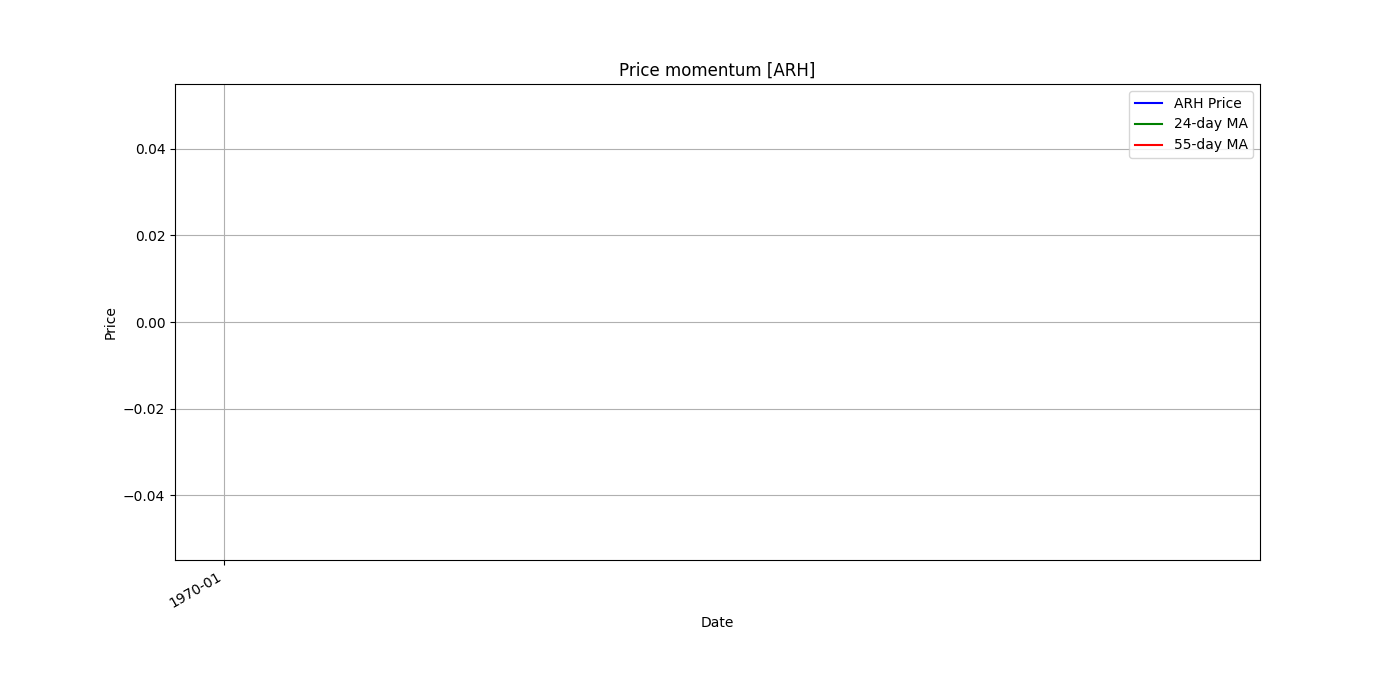 Price momentum [ARH]
ARH Price
24-day MA
55-day MA
0.04
0.02
0.00
−0.02
−0.04
Price
1970-01
Date